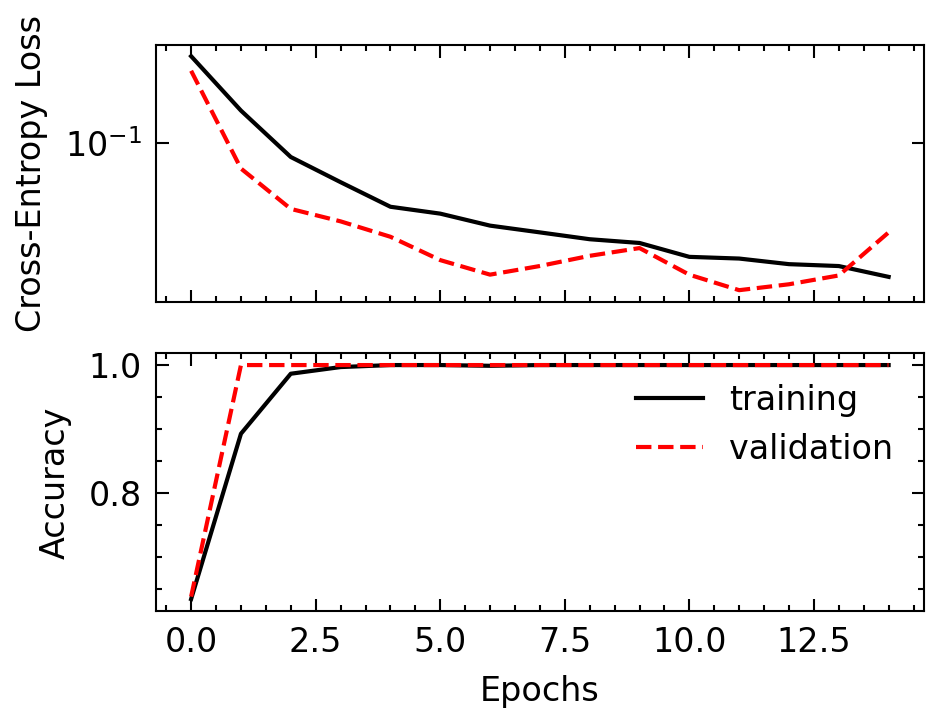 Cross-Entropy Loss
10⁻¹
Accuracy
1.0
0.8
training
validation
0.0 2.5 5.0 7.5 10.0 12.5
Epochs